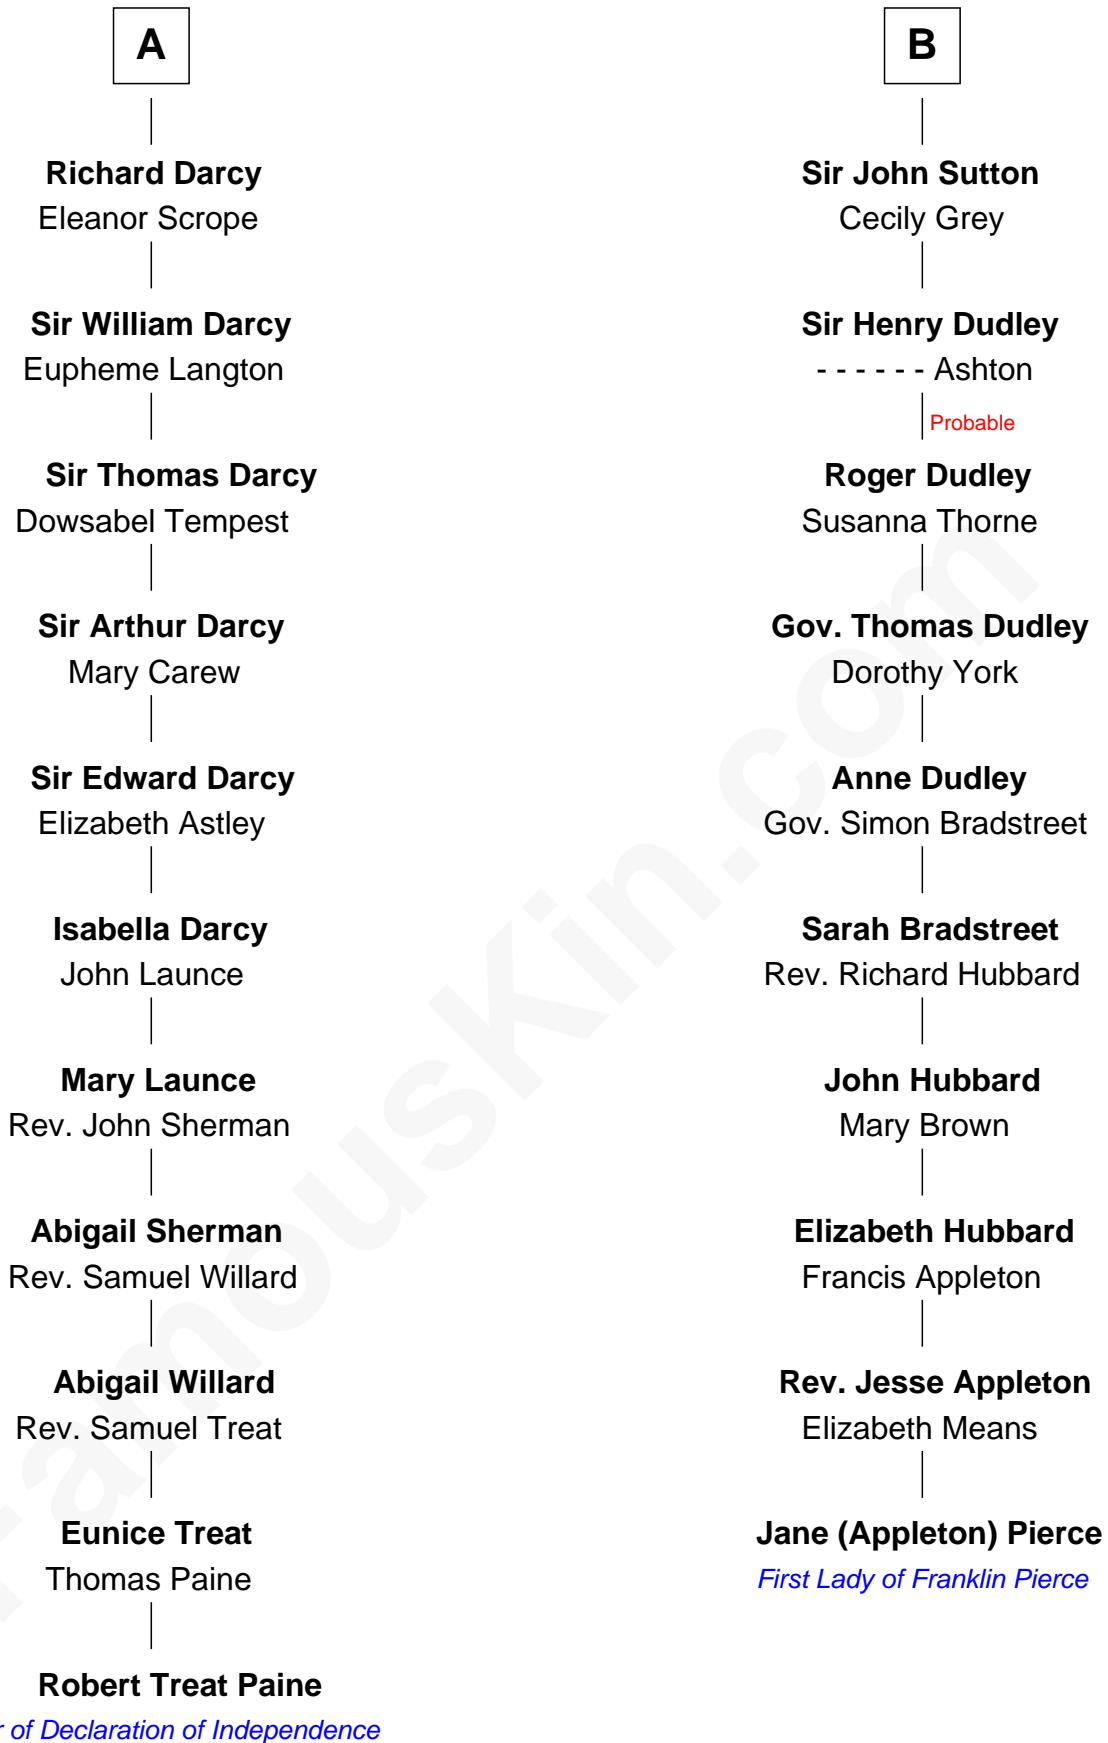 A
Richard Darcy
Eleanor Scrope
Sir William Darcy
Eupheme Langton
Sir Thomas Darcy
Dowsabel Tempest
Sir Arthur Darcy
Mary Carew
Sir Edward Darcy
Elizabeth Astley
Isabella Darcy
John Launce
Mary Launce
Rev. John Sherman
Abigail Sherman
Rev. Samuel Willard
Abigail Willard
Rev. Samuel Treat
Eunice Treat
Thomas Paine
Robert Treat Paine
r of Declaration of Independence
B
Sir John Sutton
Cecily Grey
Sir Henry Dudley
- - - - - - Ashton
Probable
Roger Dudley
Susanna Thorne
Gov. Thomas Dudley
Dorothy York
Anne Dudley
Gov. Simon Bradstreet
Sarah Bradstreet
Rev. Richard Hubbard
John Hubbard
Mary Brown
Elizabeth Hubbard
Francis Appleton
Rev. Jesse Appleton
Elizabeth Means
Jane (Appleton) Pierce
First Lady of Franklin Pierce
FamousKin.com